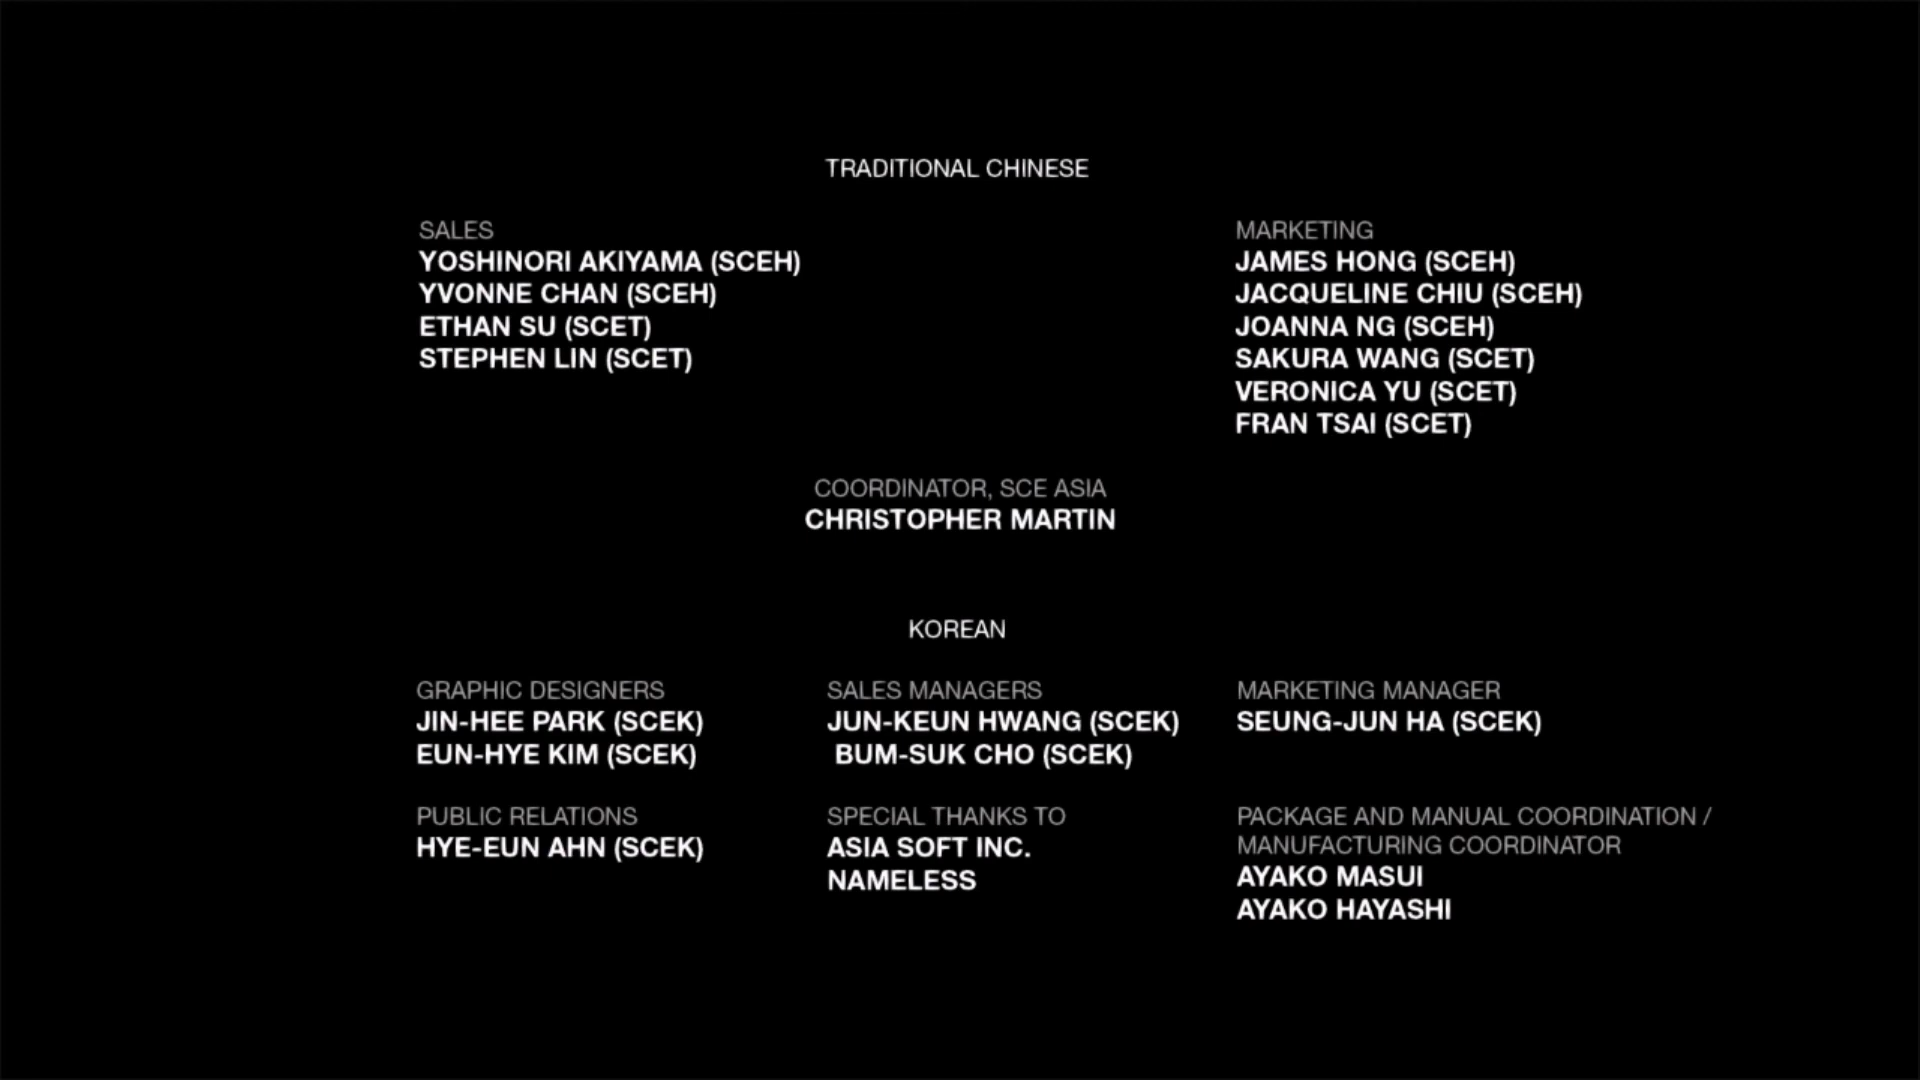 TRADITIONAL CHINESE
SALES
YOSHINORI AKIYAMA (SCEH)
YVONNE CHAN (SCEH)
ETHAN SU (SCET)
STEPHEN LIN (SCET)
MARKETING
JAMES HONG (SCEH)
JACQUELINE CHIU (SCEH)
JOANNA NG (SCEH)
SAKURA WANG (SCET)
VERONICA YU (SCET)
FRAN TSAI (SCET)
COORDINATOR, SCE ASIA
CHRISTOPHER MARTIN
KOREAN
GRAPHIC DESIGNERS
JIN-HEE PARK (SCEK)
EUN-HYE KIM (SCEK)
SALES MANAGERS
JUN-KEUN HWANG (SCEK)
BUM-SUK CHO (SCEK)
MARKETING MANAGER
SEUNG-JUN HA (SCEK)
PUBLIC RELATIONS
HYE-EUN AHN (SCEK)
SPECIAL THANKS TO
ASIA SOFT INC.
NAMELESS
PACKAGE AND MANUAL COORDINATION /
MANUFACTURING COORDINATOR
AYAKO MASUI
AYAKO HAYASHI